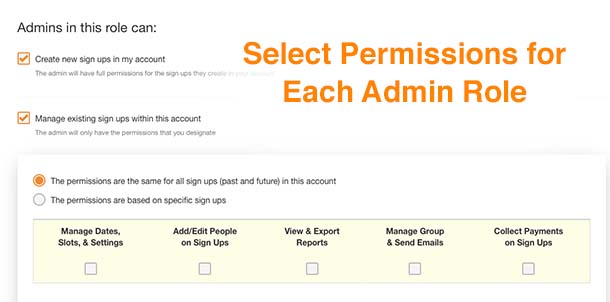 Admins in this role can:
Create new sign ups in my account
The admin will have full permissions for the sign ups they create in your account
Select Permissions for
Each Admin Role
Manage existing sign ups within this account
The admin will only have the permissions that you designate
The permissions are the same for all sign ups (past and future) in this account
The permissions are based on specific sign ups
Manage Dates, Slots, & Settings
Add/Edit People on Sign Ups
View & Export Reports
Manage Group & Send Emails
Collect Payments on Sign Ups